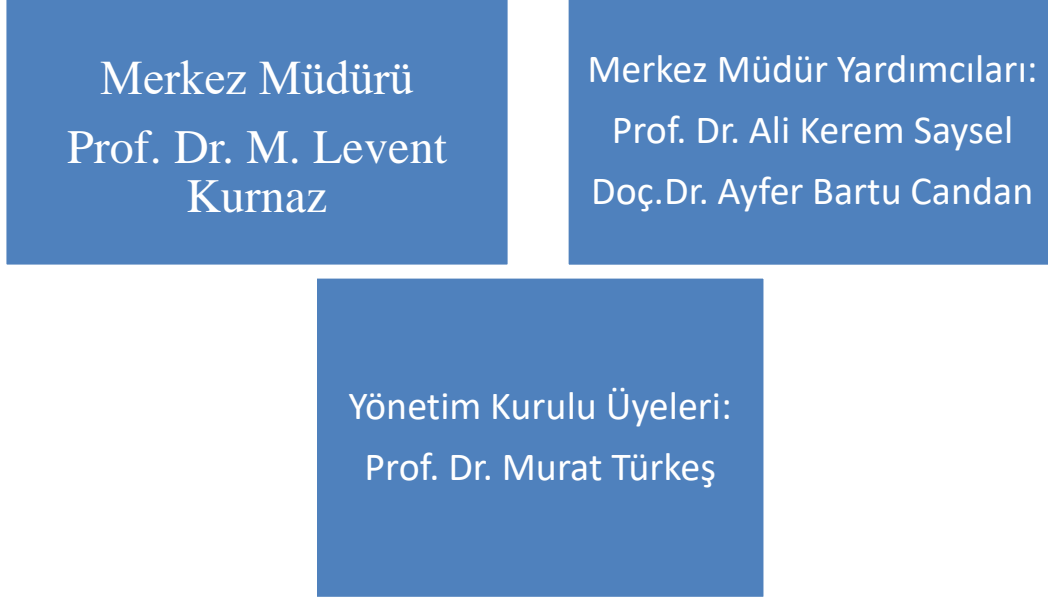 Merkez Müdürü
Prof. Dr. M. Levent
Kurnaz
Merkez Müdür Yardımcıları:
Prof. Dr. Ali Kerem Saysel
Doç.Dr. Ayfer Bartu Candan
Yönetim Kurulu Üyeleri:
Prof. Dr. Murat Türkeş